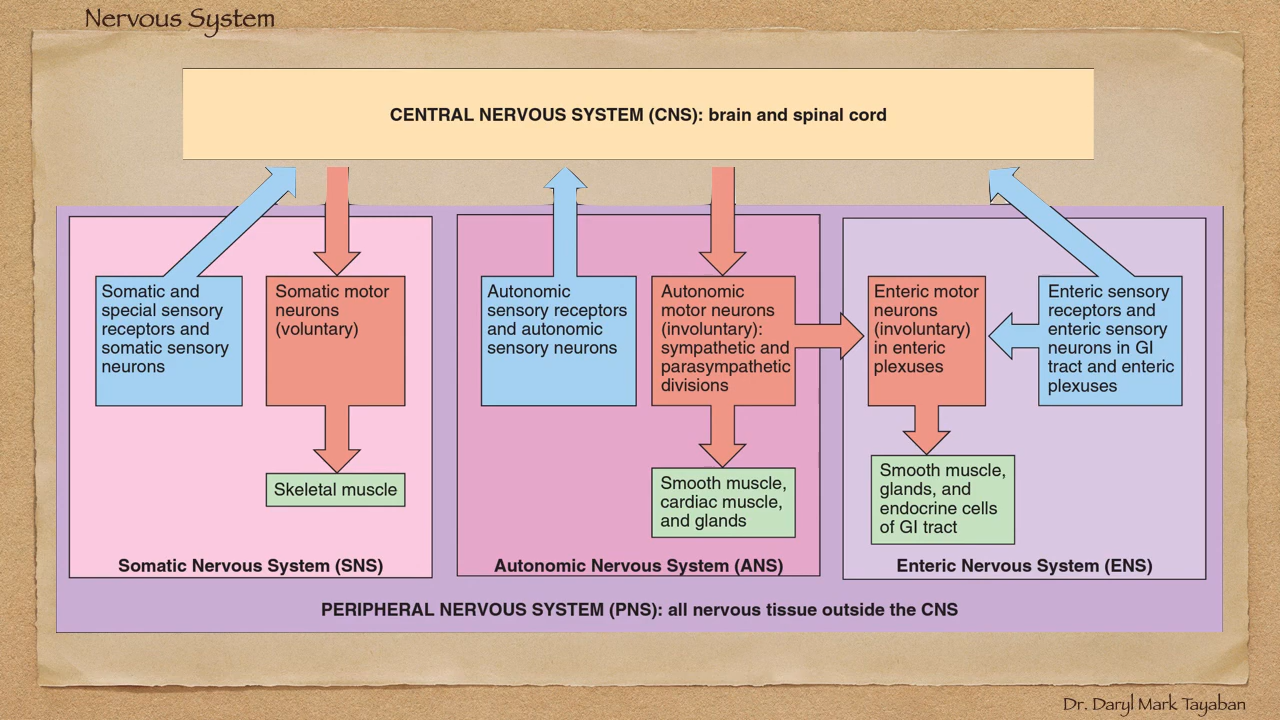 Nervous System
CENTRAL NERVOUS SYSTEM (CNS): brain and spinal cord
Somatic and
special sensory
receptors and
somatic sensory
neurons
Somatic motor
neurons
(voluntary)
Skeletal muscle
Somatic Nervous System (SNS)
Autonomic
sensory receptors
and autonomic
sensory neurons
Autonomic
motor neurons
(involuntary):
sympathetic and
parasympathetic
divisions
Smooth muscle,
cardiac muscle,
and glands
Autonomic Nervous System (ANS)
Enteric motor
neurons
(involuntary)
in enteric
plexuses
Enteric sensory
receptors and
enteric sensory
neurons in GI
tract and enteric
plexuses
Smooth muscle,
glands, and
endocrine cells
of GI tract
Enteric Nervous System (ENS)
PERIPHERAL NERVOUS SYSTEM (PNS): all nervous tissue outside the CNS
Dr. Daryl Mark Tayaban